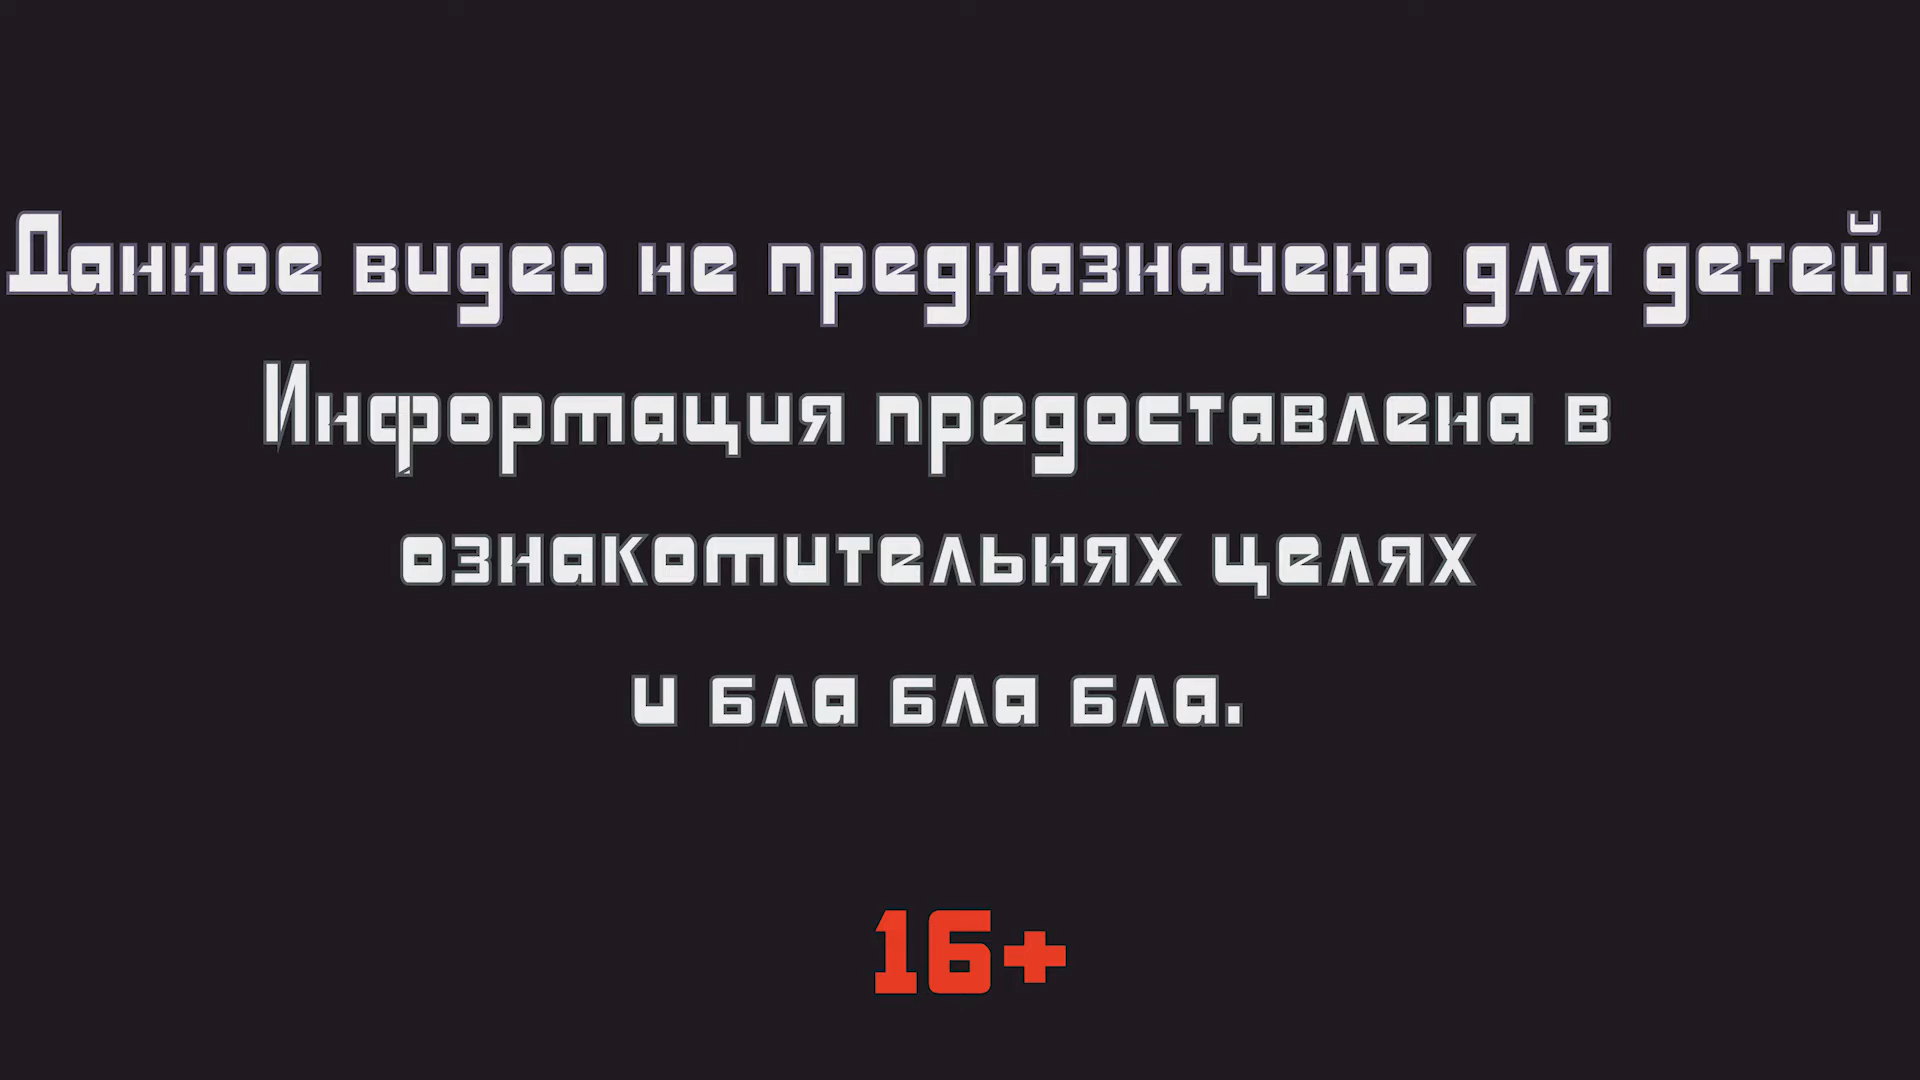 Данное видео не предназначено для детей.
Информация предоставлена в
ознакомительнях целях
и бла бла бла.
16+